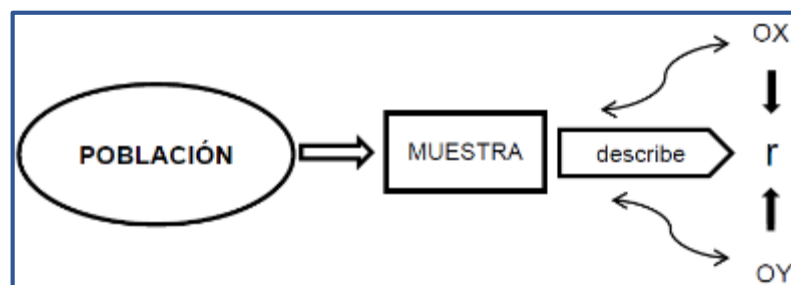 OX
POBLACIÓN
MUESTRA
describe
r
OY